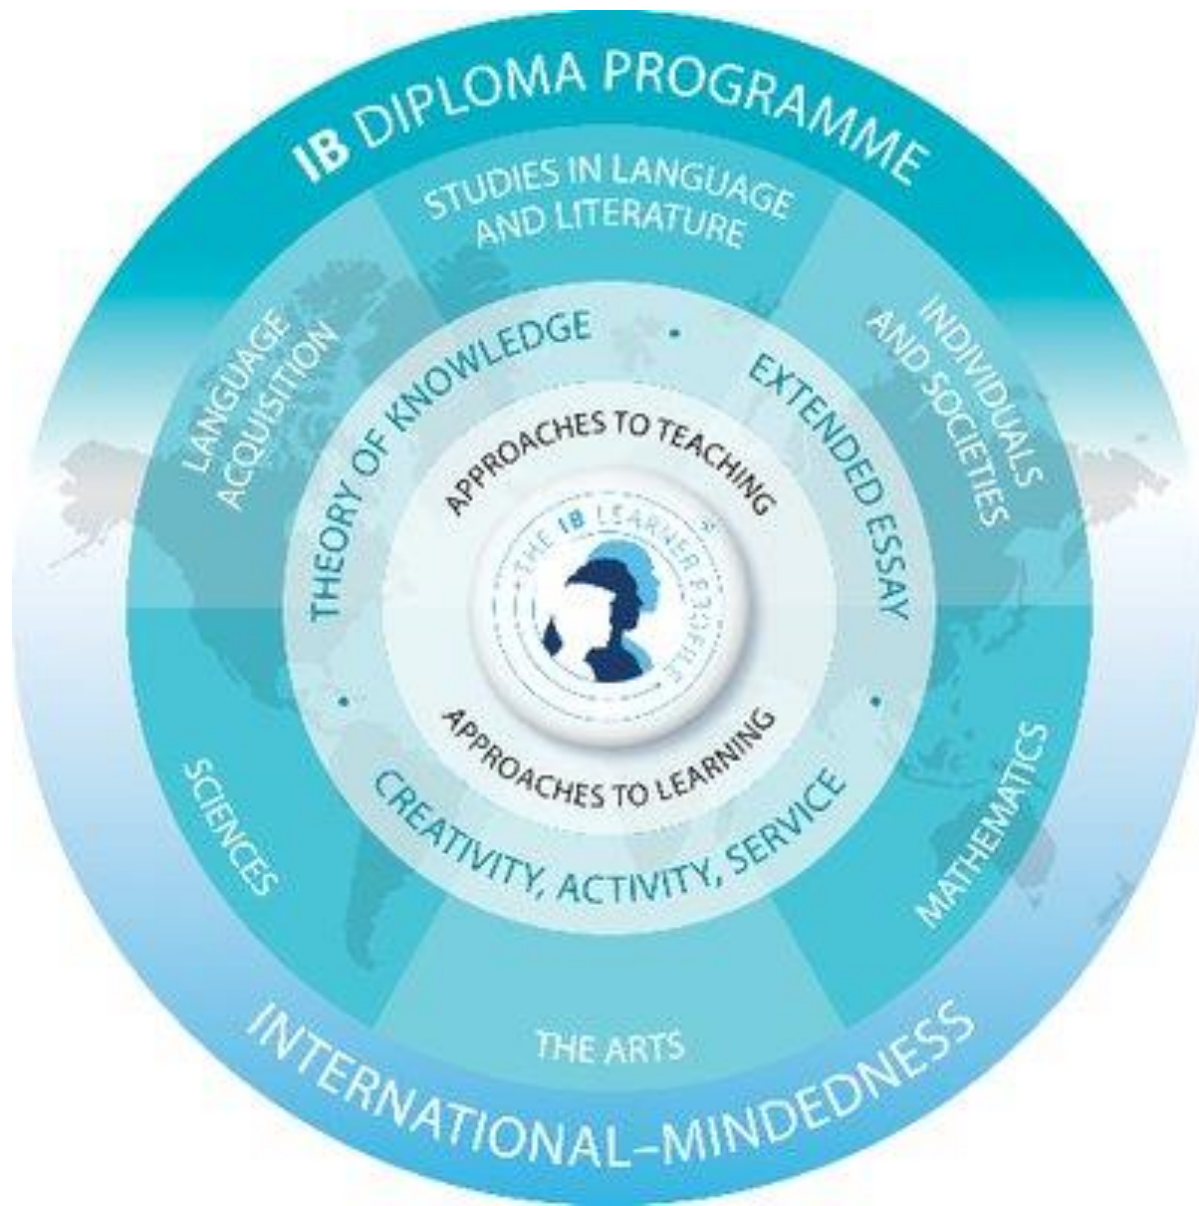 IB DIPLOMA PROGRAMME
STUDIES IN LANGUAGE
AND LITERATURE
LANGUAGE
ACQUISITION
INDIVIDUALS
AND SOCIETIES
THEORY OF KNOWLEDGE
EXTENDED ESSAY
APPROACHES TO TEACHING
THE IB LEARNER PROFILE
APPROACHES TO LEARNING
CREATIVITY, ACTIVITY, SERVICE
SCIENCES
MATHEMATICS
THE ARTS
INTERNATIONAL–MINDEDNESS